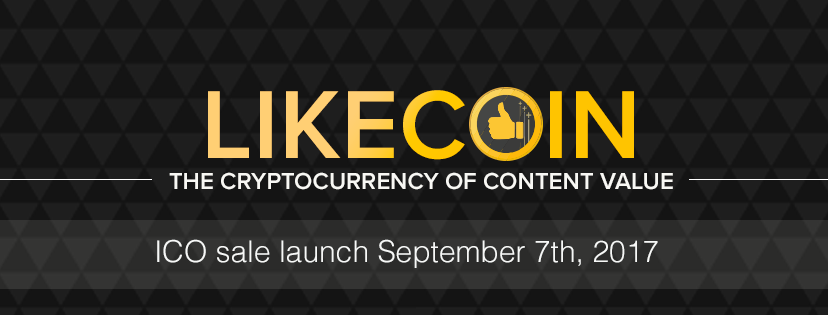 LIKECOIN
THE CRYPTOCURRENCY OF CONTENT VALUE
ICO sale launch September 7th, 2017